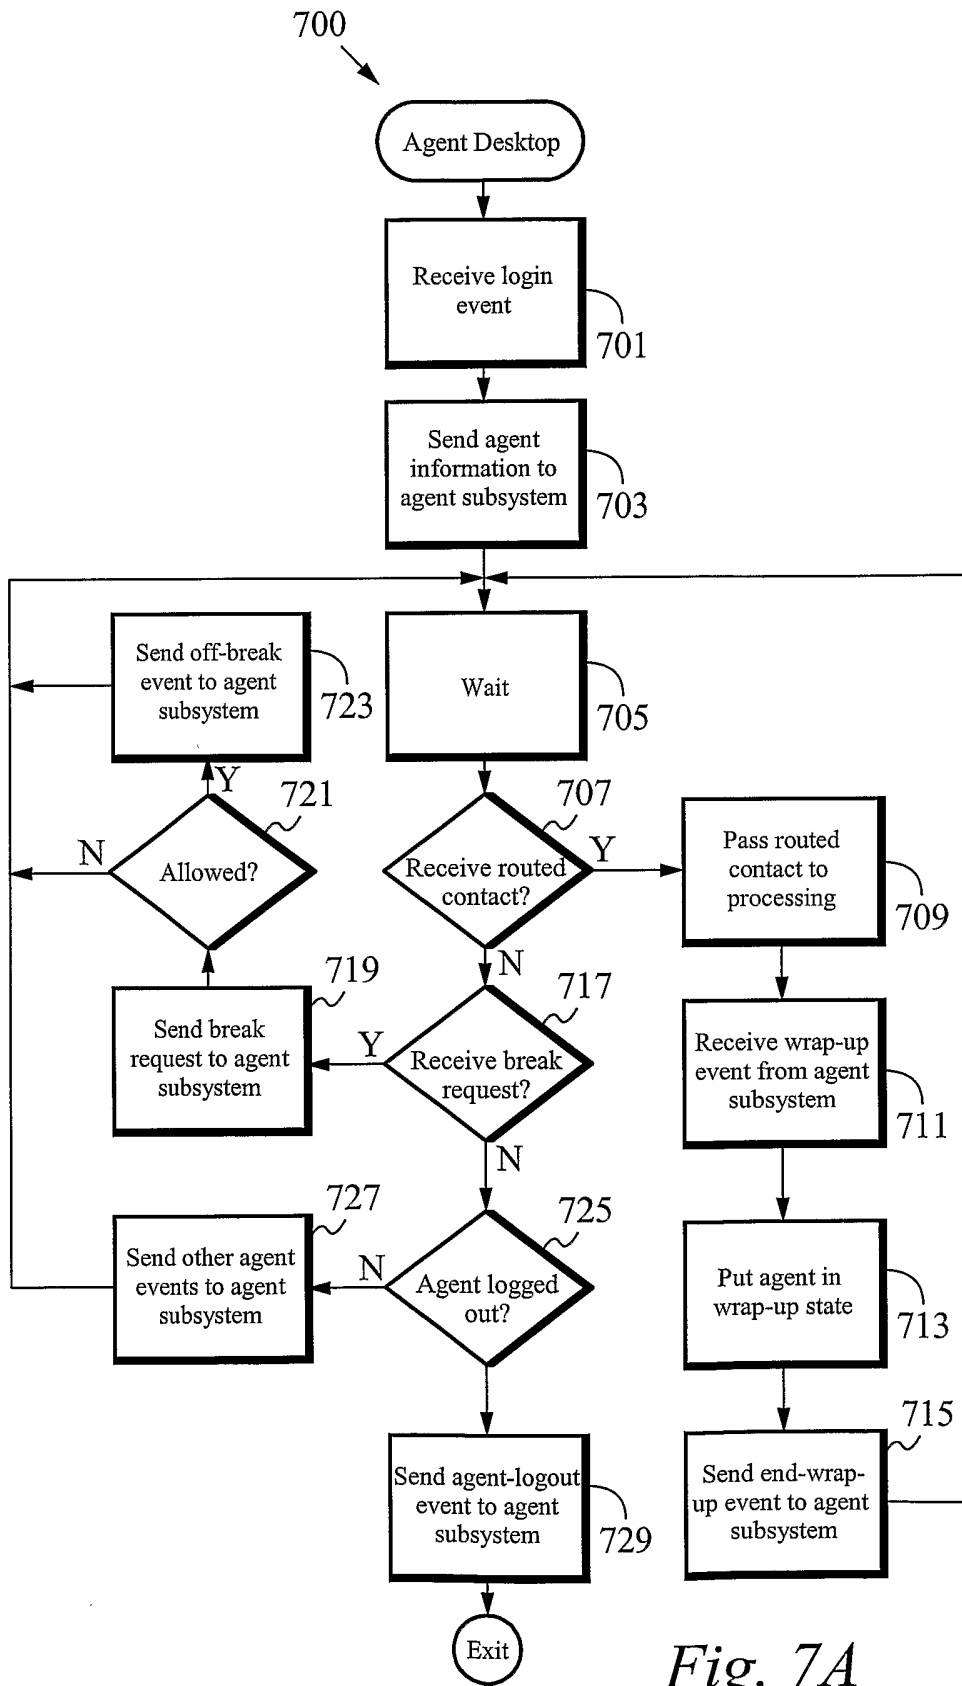 700
Agent Desktop
Receive login
event
701
Send agent
information to
agent subsystem
703
Send off-break
event to agent
subsystem
723
Wait
705
Y
721
707
N
Allowed?
Receive routed
contact?
Y
Pass routed
contact to
processing
709
N
719
717
Send break
request to agent
subsystem
Y
Receive break
request?
Receive wrap-up
event from agent
subsystem
711
N
727
725
Send other agent
events to agent
subsystem
N
Agent logged
out?
Put agent in
wrap-up state
713
715
Send agent-logout
event to agent
subsystem
729
Send end-wrap-
up event to agent
subsystem
Exit
Fig. 7A